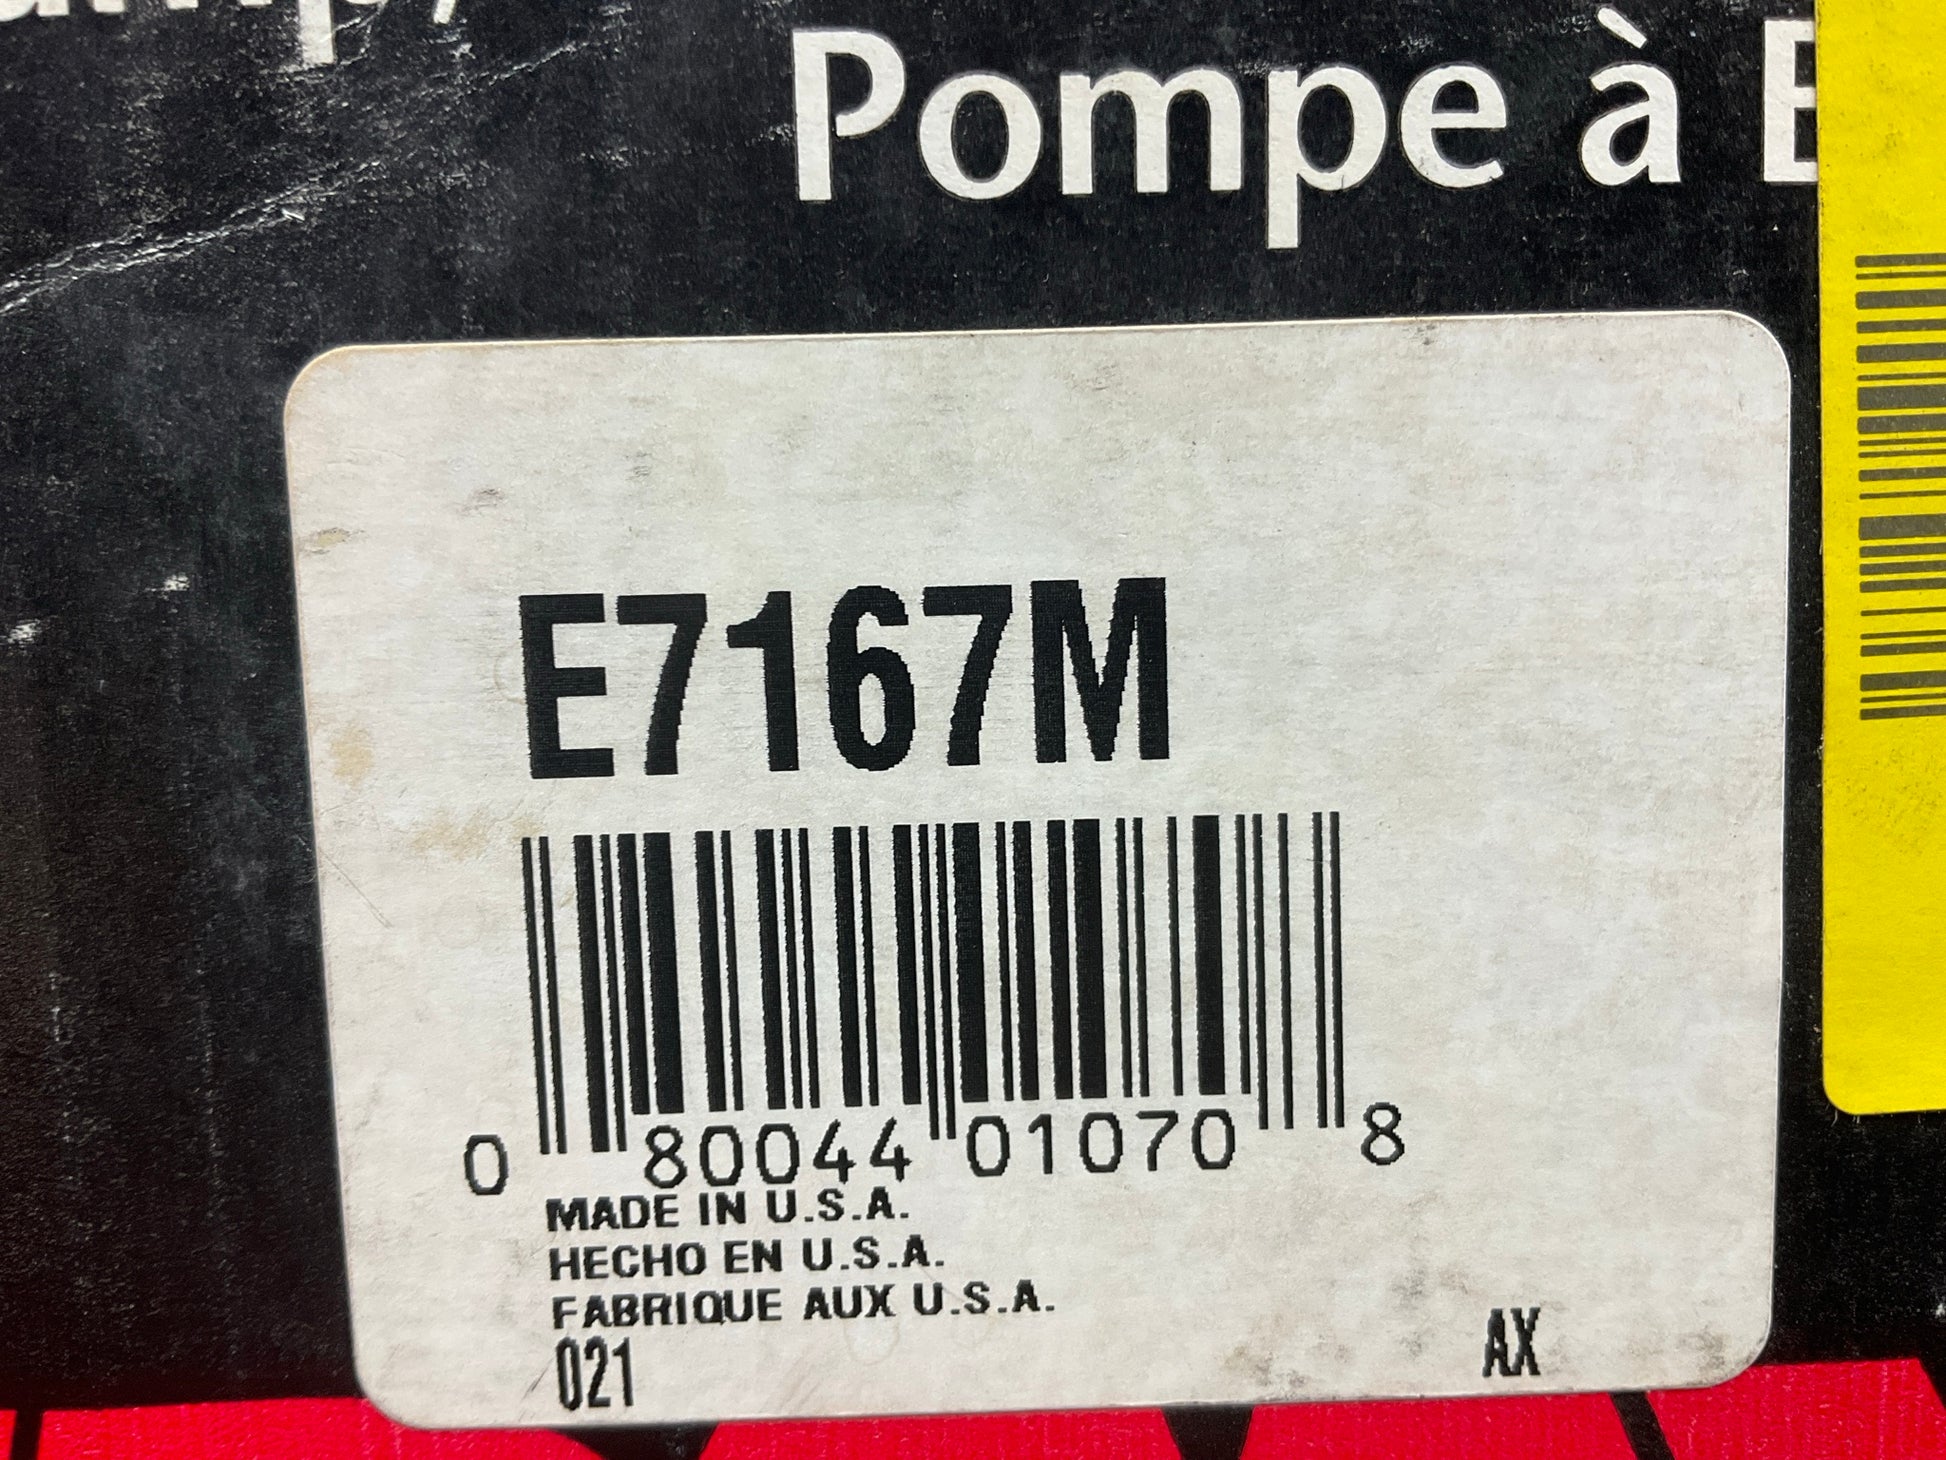 Pompe à
E7167M
0 80044 01070 8
MADE IN U.S.A.
HECHO EN U.S.A.
FABRIQUE AUX U.S.A.
021
AX